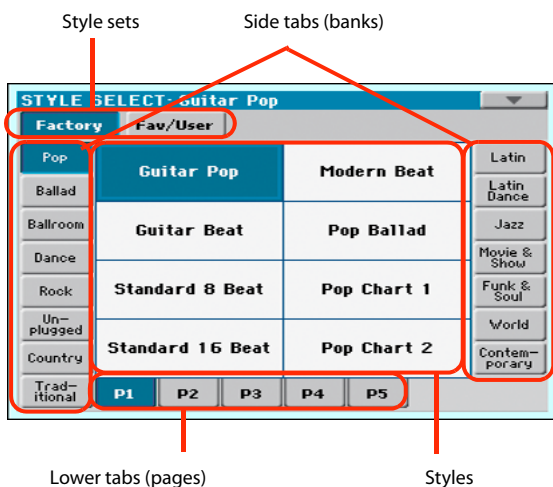 Style sets
Side tabs (banks)
STYLE SELECT: Guitar Pop
Factory
Fav/User
Pop
Ballad
Ballroom
Dance
Rock
Un-
plugged
Country
Trad-
itional
Guitar Pop
Modern Beat
Guitar Beat
Pop Ballad
Standard 8 Beat
Pop Chart 1
Standard 16 Beat
Pop Chart 2
Latin
Latin
Dance
Jazz
Movie &
Show
Funk &
Soul
World
Contem-
porary
P1
P2
P3
P4
P5
Lower tabs (pages)
Styles